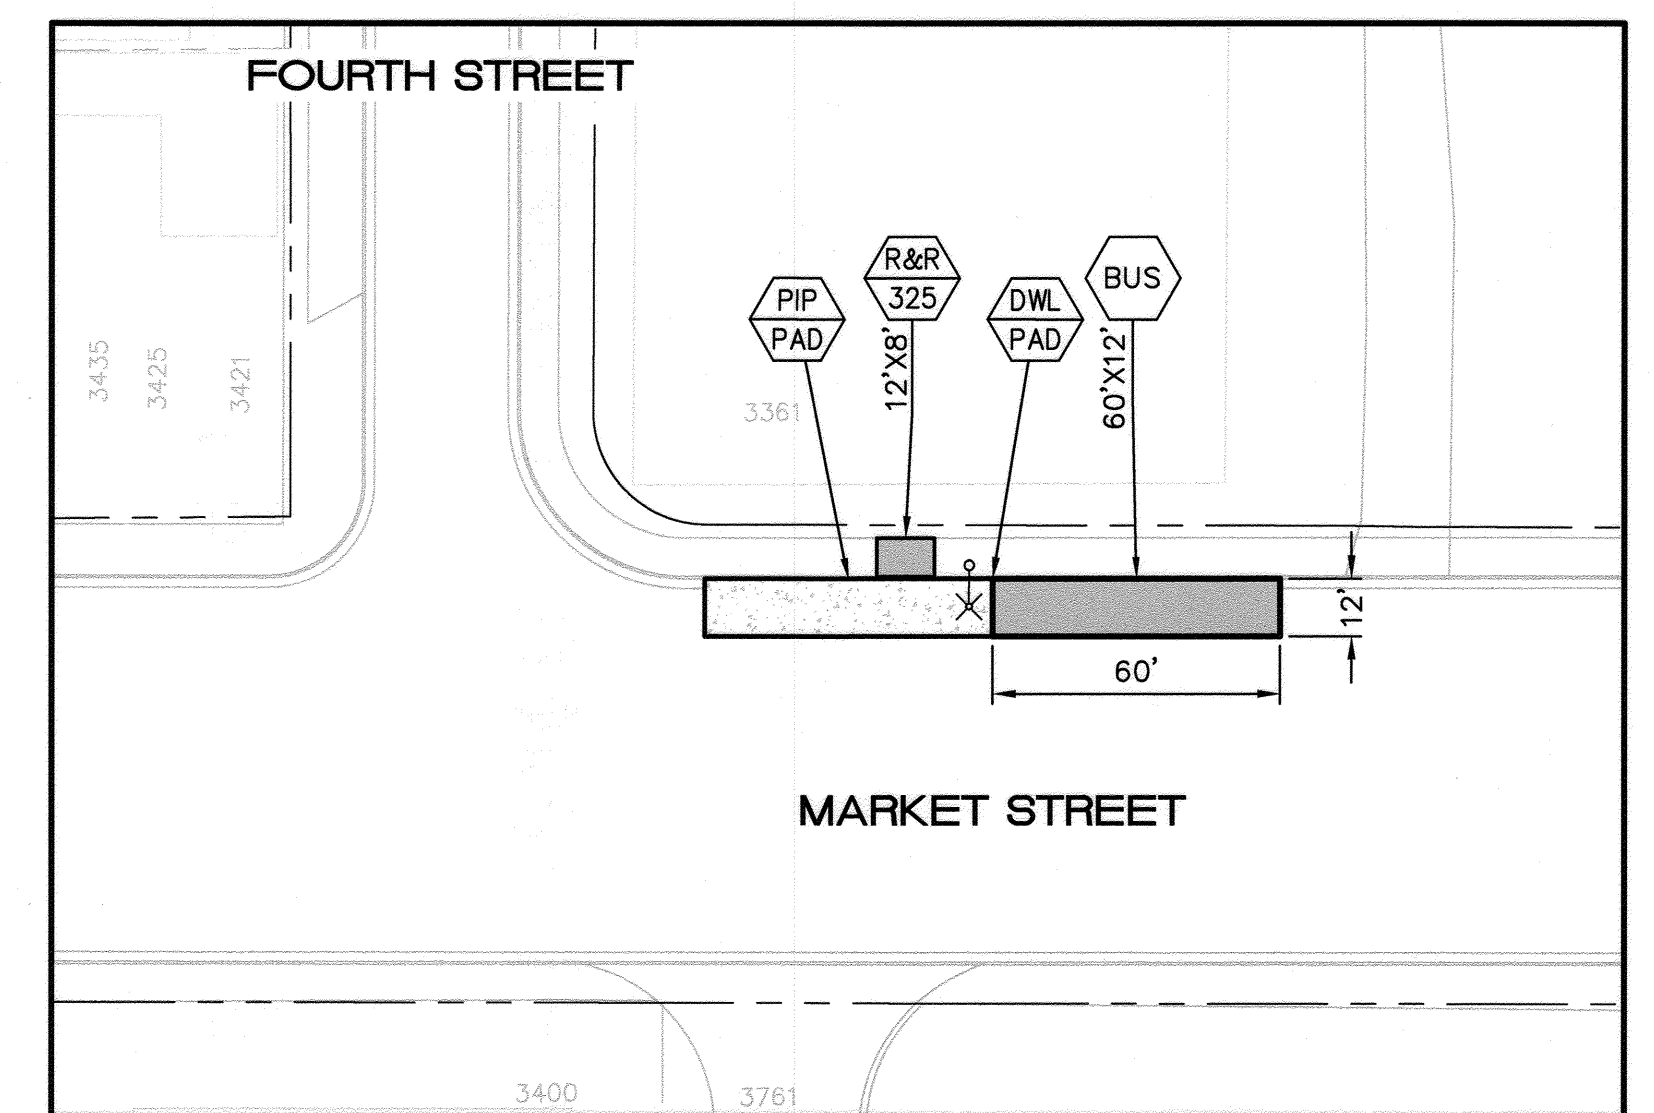 FOURTH STREET
R&R
325
BUS
PIP
PAD
DWL
PAD
12'X8'
60'X12'
3435
3425
3421
3361
12'
60'
MARKET STREET
3400
3761